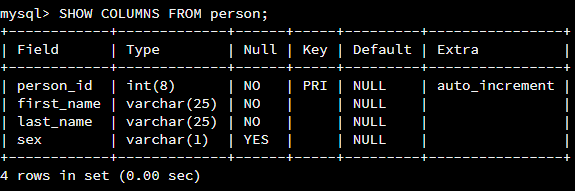 mysql> SHOW COLUMNS FROM person;
+------------+-------------+------+-----+---------+----------------+
| Field      | Type        | Null | Key | Default | Extra          |
+------------+-------------+------+-----+---------+----------------+
| person_id  | int(8)      | NO   | PRI | NULL    | auto_increment |
| first_name | varchar(25) | NO   |     | NULL    |                |
| last_name  | varchar(25) | NO   |     | NULL    |                |
| sex        | varchar(1)  | YES  |     | NULL    |                |
+------------+-------------+------+-----+---------+----------------+
4 rows in set (0.00 sec)